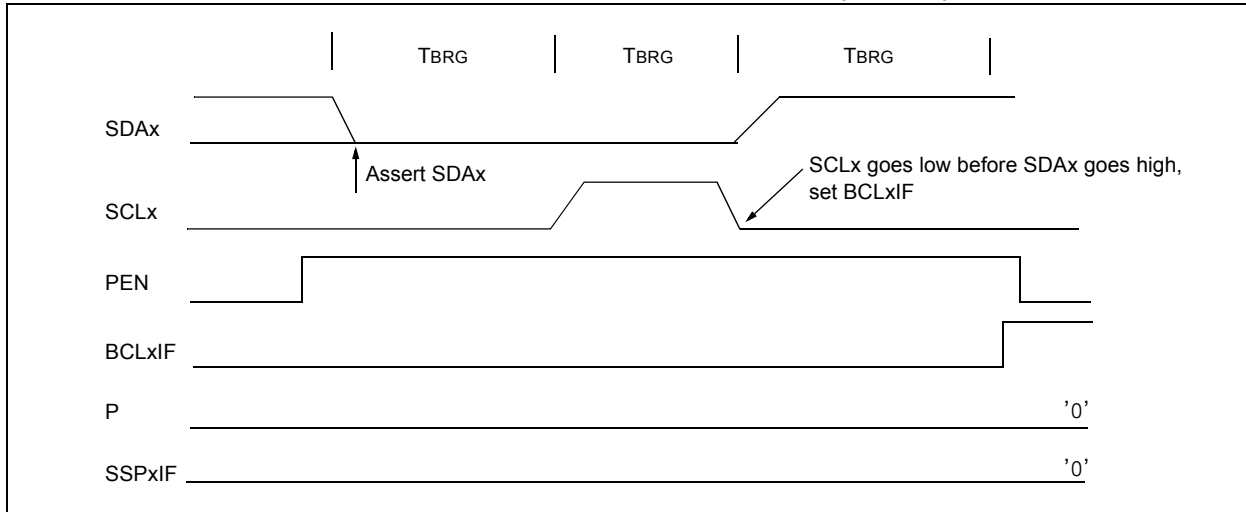 TBRG TBRG TBRG
SDAx
Assert SDAx
SCLx goes low before SDAx goes high,
set BCLxIF
SCLx
PEN
BCLxIF
P '0'
SSPxIF '0'